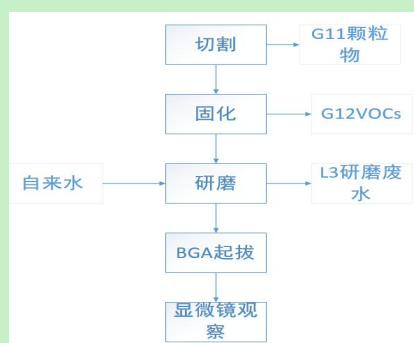 切割
G11颗粒
物
固化
G12VOCs
自来水
研磨
L3研磨废
水
BGA起拔
显微镜观
察